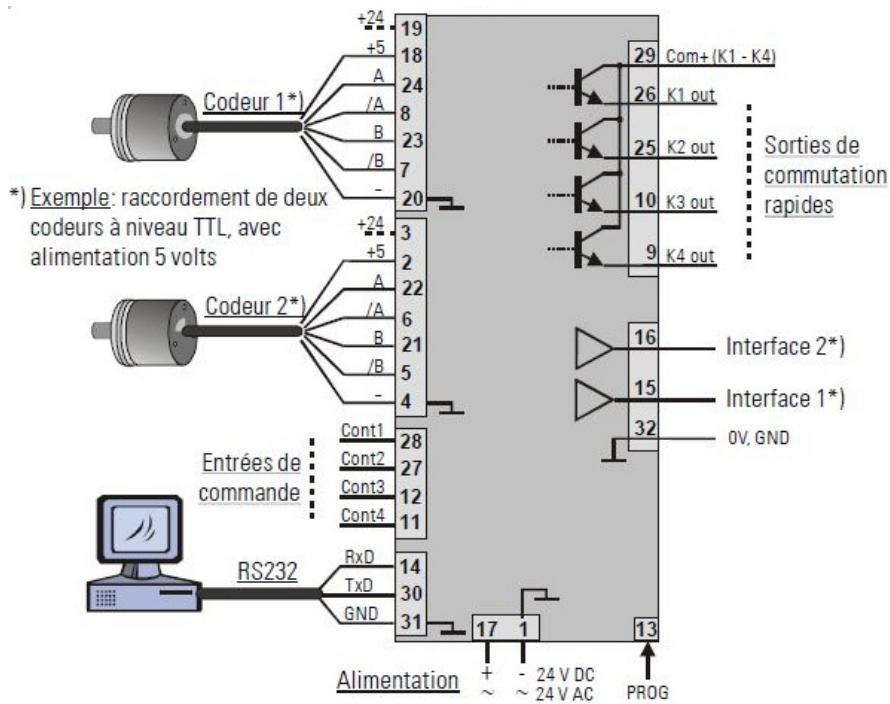 +24 19
+5 18
A 24
/A 8
B 23
/B 7
- 20
Codeur 1*)
*) Exemple: raccordement de deux
codeurs à niveau TTL, avec
alimentation 5 volts
+24 3
+5 2
A 22
/A 6
B 21
/B 5
- 4
Codeur 2*)
Cont1 28
Cont2 27
Cont3 12
Cont4 11
Entrées de
commande
RS232
RxD 14
TxD 30
GND 31
29 Com+ (K1 - K4)
26 K1 out
25 K2 out
10 K3 out
9 K4 out
Sorties de
commutation
rapides
16 Interface 2*)
15 Interface 1*)
32 0V, GND
17 1 13
Alimentation
+ - 24 V DC
~ ~ 24 V AC
PROG